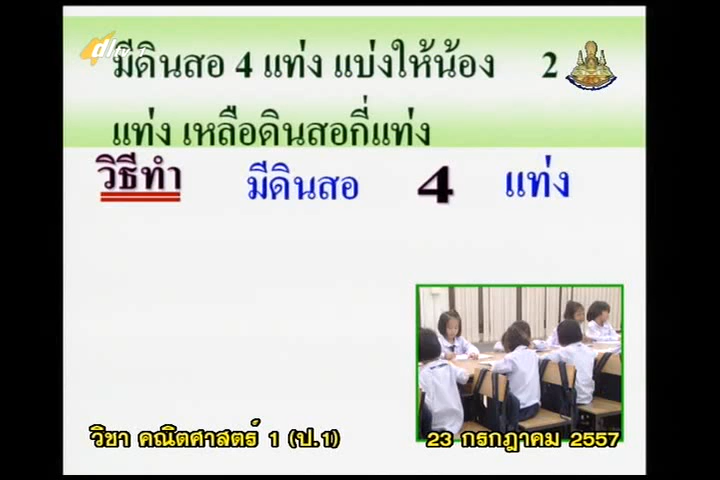 มีดินสอ 4 แท่ง แบ่งให้น้อง 2
แท่ง เหลือดินสอกี่แท่ง
วิธีทำ มีดินสอ 4 แท่ง
วิชา คณิตศาสตร์ 1 (ป.1) 23 กรกฎาคม 2557